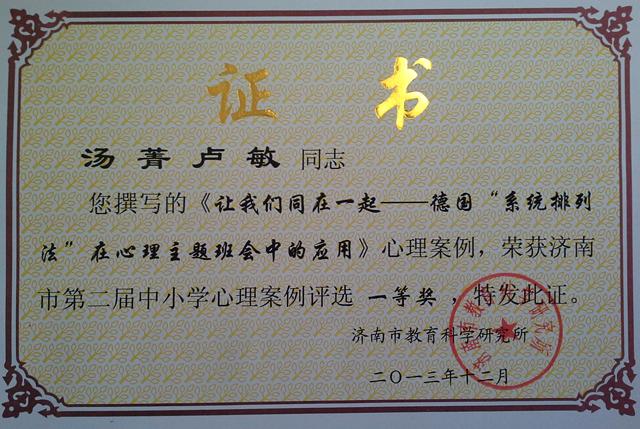 证书
汤菁卢敏 同志
您撰写的《让我们同在一起——德国“系统排列
法”在心理主题班会中的应用》心理案例，荣获济南
市第二届中小学心理案例评选 一等奖 ，特发此证。
济南市教育科学研究所
二〇一三年十二月